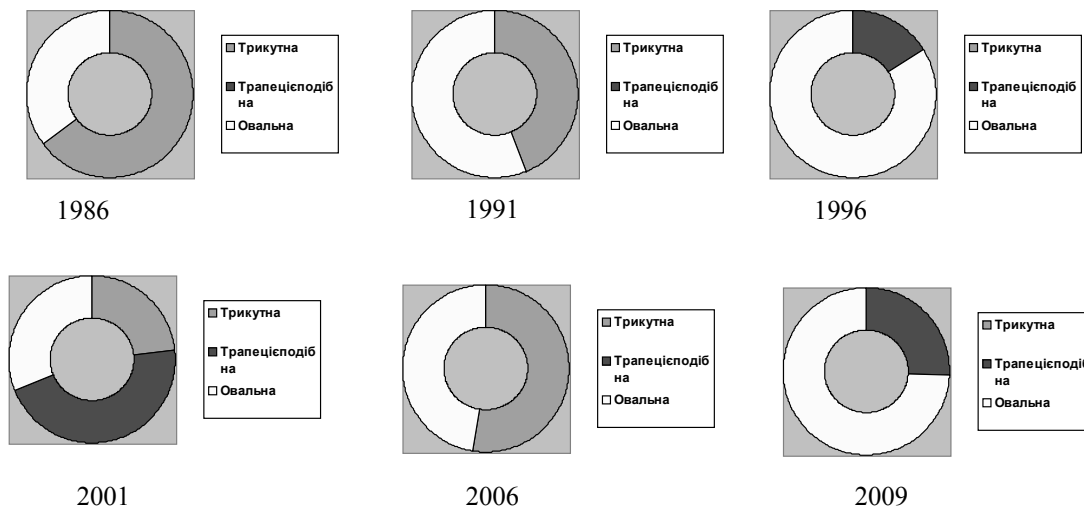 Трикутна
Трапецієподіб
на
Овальна
1986
Трикутна
Трапецієподіб
на
Овальна
1991
Трикутна
Трапецієподіб
на
Овальна
1996
Трикутна
Трапецієподіб
на
Овальна
2001
Трикутна
Трапецієподіб
на
Овальна
2006
Трикутна
Трапецієподіб
на
Овальна
2009